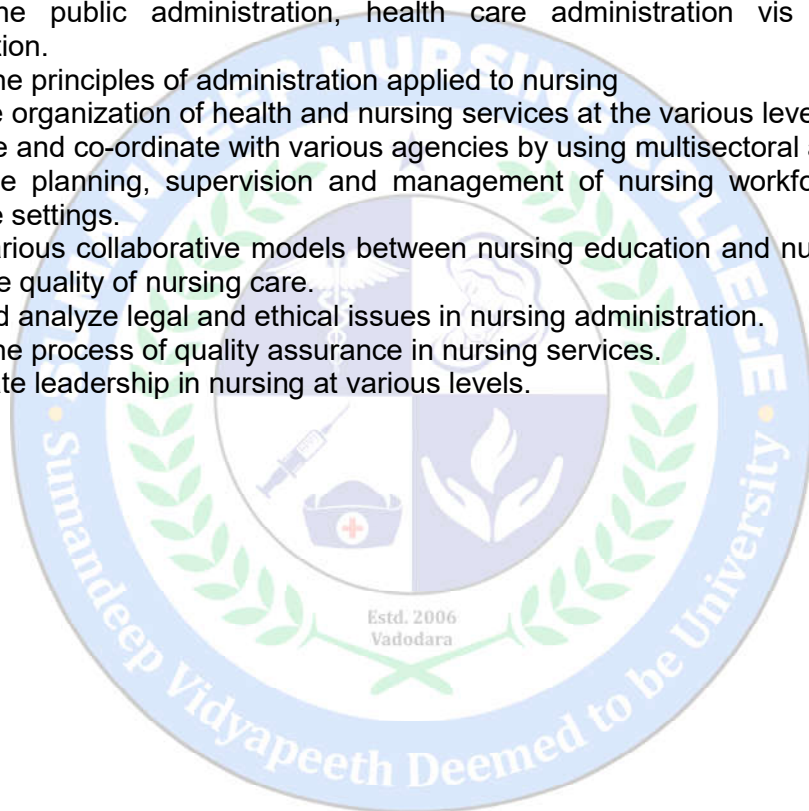 he public administration, health care administration vis
tion.
he principles of administration applied to nursing
e organization of health and nursing services at the various leve
e and co-ordinate with various agencies by using multisectoral a
e planning, supervision and management of nursing workfo
e settings.
arious collaborative models between nursing education and nu
e quality of nursing care.
d analyze legal and ethical issues in nursing administration.
he process of quality assurance in nursing services.
ate leadership in nursing at various levels.
SUMANDEEP NURSING COLLEGE
Estd. 2006
Vadodara
Sumandeep Vidyapeeth Deemed to be University